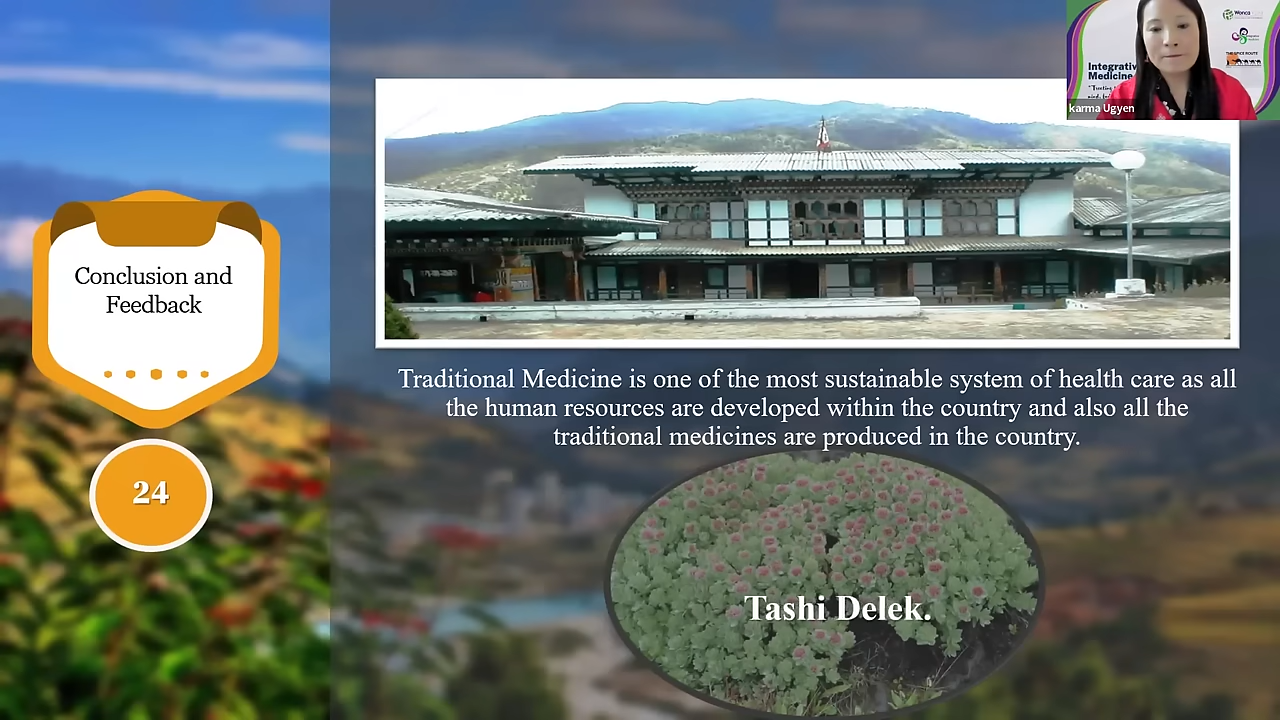 Conclusion and
Feedback
24
Traditional Medicine is one of the most sustainable system of health care as all
the human resources are developed within the country and also all the
traditional medicines are produced in the country.
Tashi Delek.
Integrativ
Medicine
karma Ugyen
Wonca